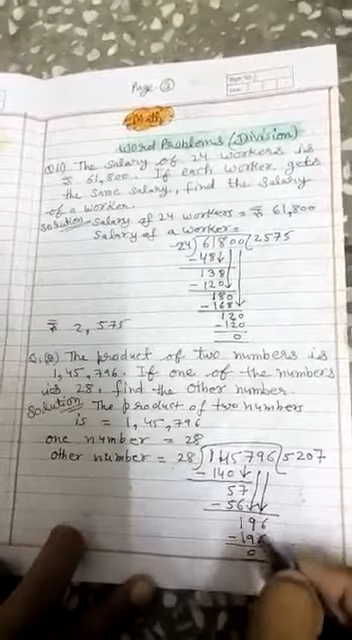 Page ②
Math
Word Problems (Division)
Q1) The Salary of 24 workers is
₹ 61,800. If each worker gets
the same salary, find the salary
of a worker.
Solution - Salary of 24 workers = ₹ 61,800
Salary of a worker =
24) 61800 (2575
- 48
138
- 120
180
- 168
120
- 120
0
₹ 2,575
The product of two numbers is
1,45,796. If one of the numbers
is 28, find the other number.
Solution The product of two numbers
is = 1,45,796
one number = 28
other number = 28) 145796 (5207
- 140
57
- 56
196
- 196
0